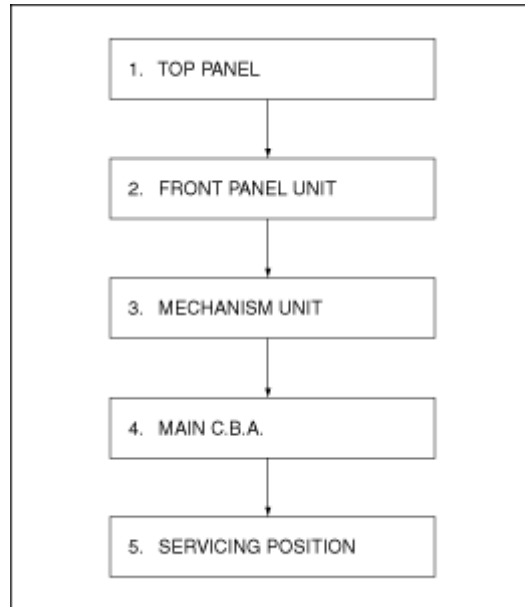 1. TOP PANEL
2. FRONT PANEL UNIT
3. MECHANISM UNIT
4. MAIN C.B.A.
5. SERVICING POSITION